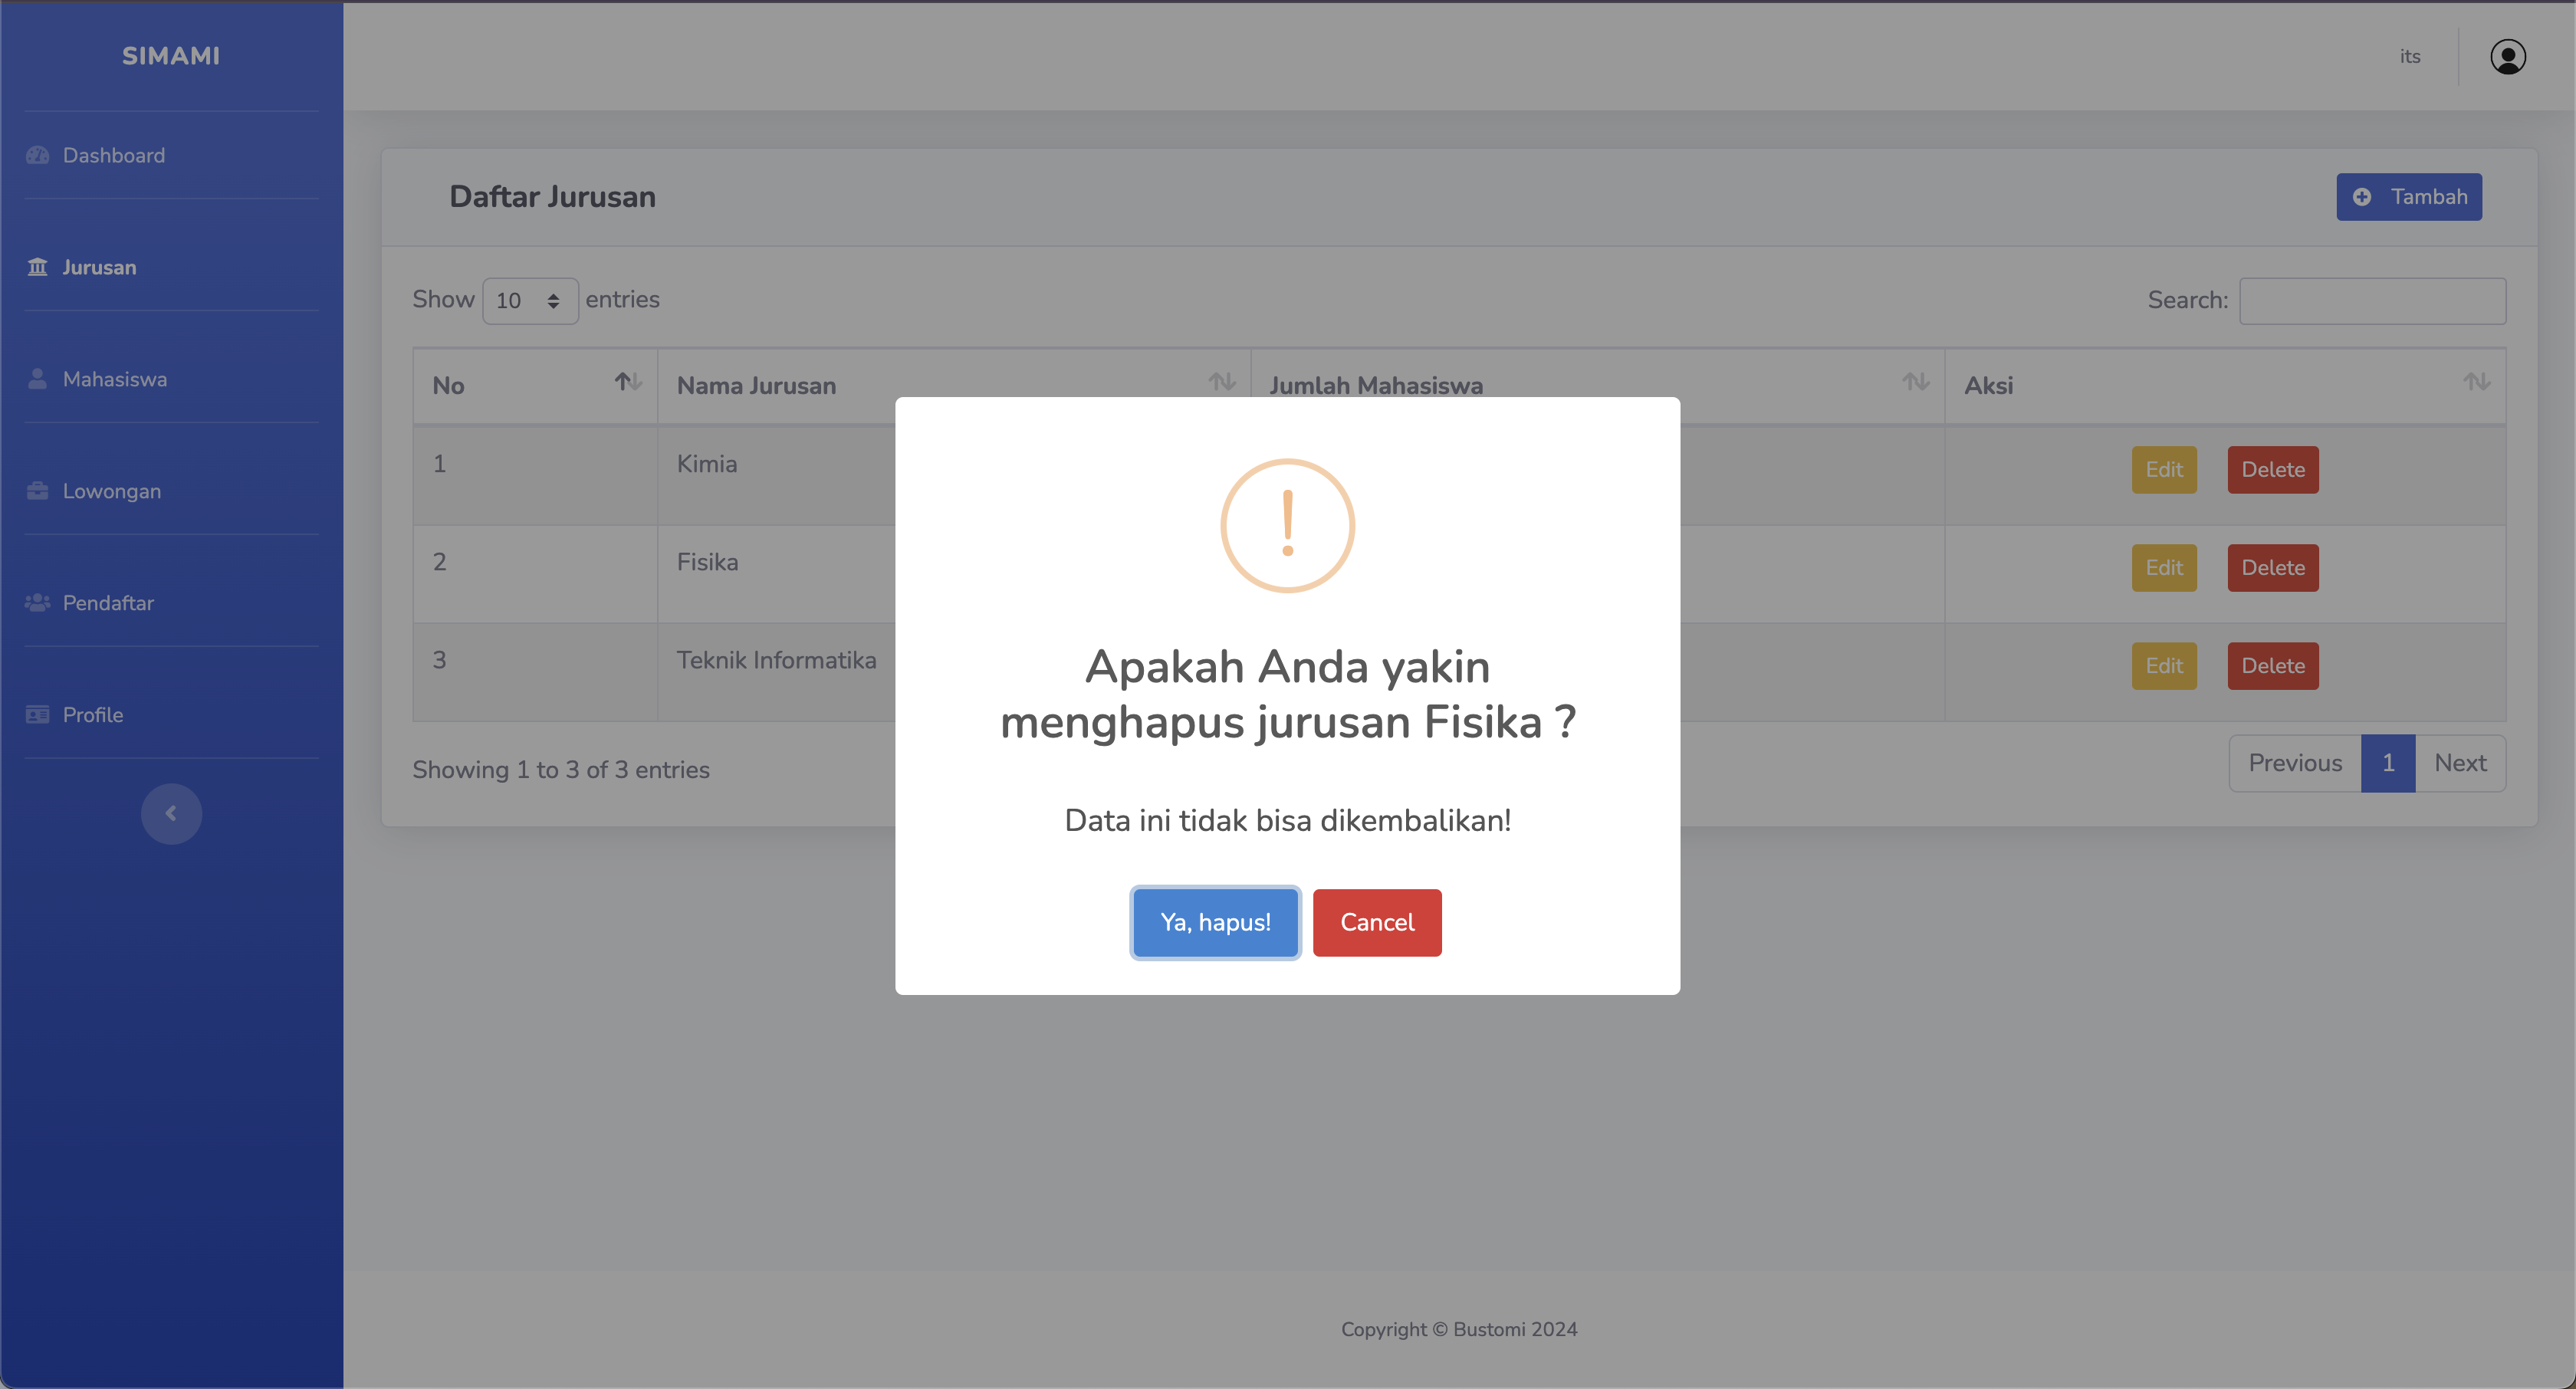 SIMAMI
its
Dashboard
Jurusan
Mahasiswa
Lowongan
Pendaftar
Profile
Daftar Jurusan
Tambah
Show 10 entries
Search:
No Nama Jurusan Jumlah Mahasiswa Aksi
1 Kimia Edit Delete
2 Fisika Edit Delete
3 Teknik Informatika Edit Delete
Showing 1 to 3 of 3 entries
Previous 1 Next
!
Apakah Anda yakin
menghapus jurusan Fisika ?
Data ini tidak bisa dikembalikan!
Ya, hapus! Cancel
Copyright © Bustomi 2024